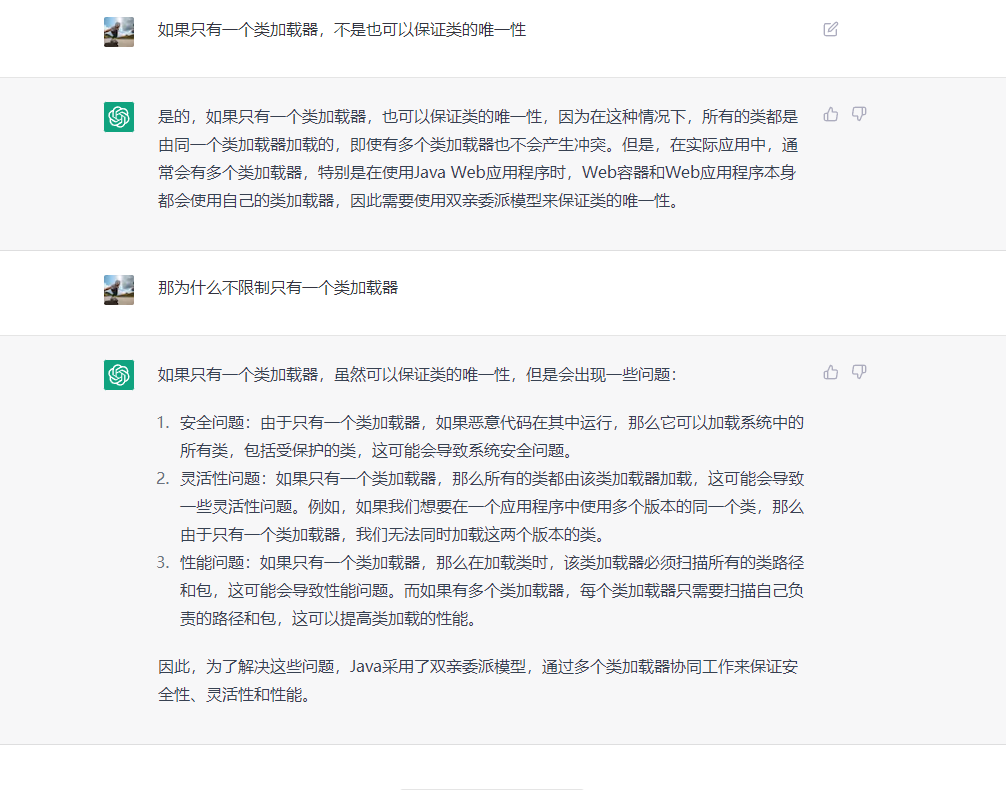 如果只有一个类加载器，不是也可以保证类的唯一性
是的，如果只有一个类加载器，也可以保证类的唯一性，因为在这种情况下，所有的类都是
由同一个类加载器加载的，即使有多个类加载器也不会产生冲突。但是，在实际应用中，通
常会有多个类加载器，特别是在使用Java Web应用程序时，Web容器和Web应用程序本身
都会使用自己的类加载器，因此需要使用双亲委派模型来保证类的唯一性。
那为什么不限制只有一个类加载器
如果只有一个类加载器，虽然可以保证类的唯一性，但是会出现一些问题：
1. 安全问题：由于只有一个类加载器，如果恶意代码在其中运行，那么它可以加载系统中的
所有类，包括受保护的类，这可能会导致系统安全问题。
2. 灵活性问题：如果只有一个类加载器，那么所有的类都由该类加载器加载，这可能会导致
一些灵活性问题。例如，如果我们想要在一个应用程序中使用多个版本的同一个类，那么
由于只有一个类加载器，我们无法同时加载这两个版本的类。
3. 性能问题：如果只有一个类加载器，那么在加载类时，该类加载器必须扫描所有的类路径
和包，这可能会导致性能问题。而如果有多个类加载器，每个类加载器只需要扫描自己负
责的路径和包，这可以提高类加载的性能。
因此，为了解决这些问题，Java采用了双亲委派模型，通过多个类加载器协同工作来保证安
全性、灵活性和性能。